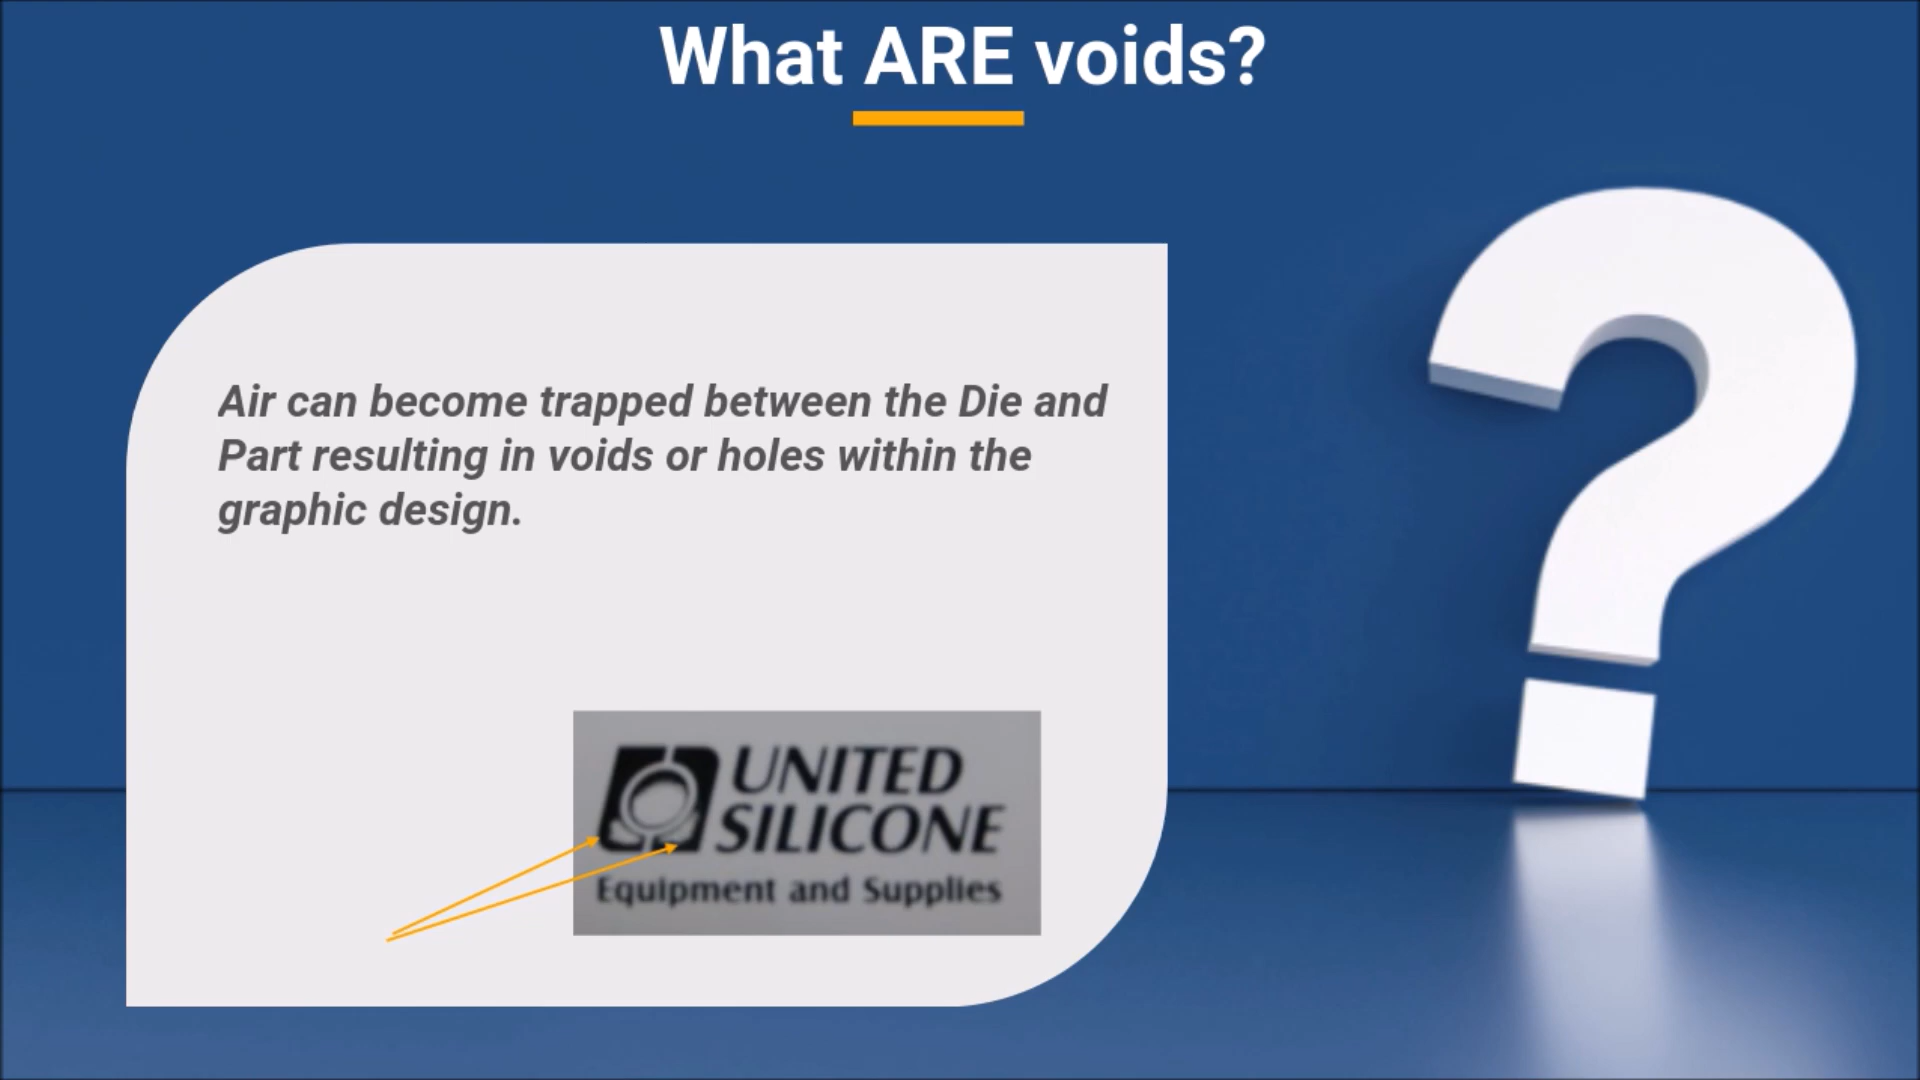 What ARE voids?
Air can become trapped between the Die and
Part resulting in voids or holes within the
graphic design.
UNITED
SILICONE
Equipment and Supplies